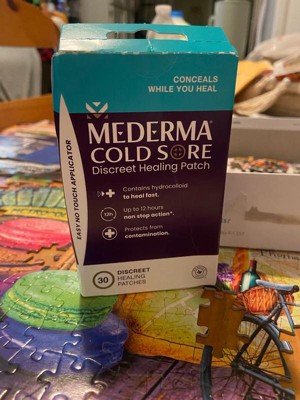 CONCEALS
WHILE YOU HEAL
MEDERMA®
COLD SORE
Discreet Healing Patch
EASY NO TOUCH APPLICATOR
Contains hydrocolloid
to heal fast.
12h
Up to 12 hours
non stop action*.
Protects from
contamination.
30
DISCREET
HEALING
PATCHES